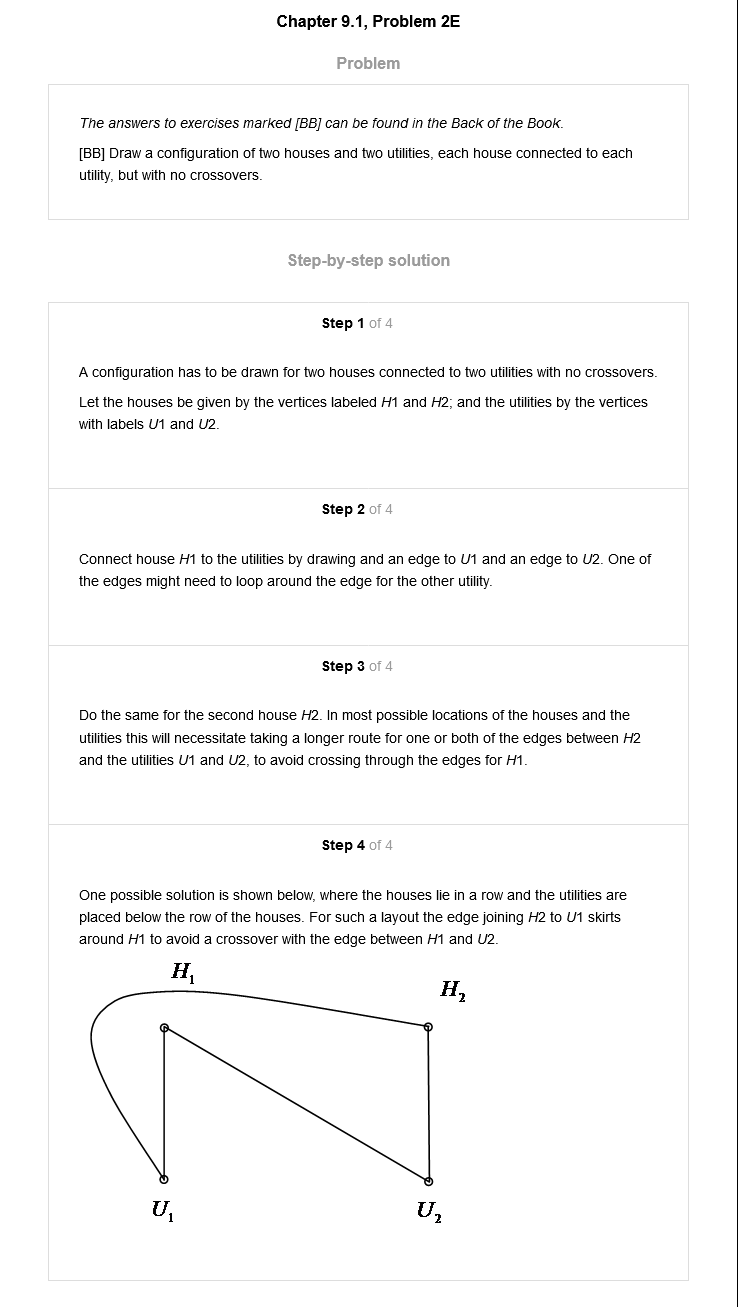 Chapter 9.1, Problem 2E
Problem
The answers to exercises marked [BB] can be found in the Back of the Book.
[BB] Draw a configuration of two houses and two utilities, each house connected to each
utility, but with no crossovers.
Step-by-step solution
Step 1 of 4
A configuration has to be drawn for two houses connected to two utilities with no crossovers.
Let the houses be given by the vertices labeled H1 and H2; and the utilities by the vertices
with labels U1 and U2.
Step 2 of 4
Connect house H1 to the utilities by drawing and an edge to U1 and an edge to U2. One of
the edges might need to loop around the edge for the other utility.
Step 3 of 4
Do the same for the second house H2. In most possible locations of the houses and the
utilities this will necessitate taking a longer route for one or both of the edges between H2
and the utilities U1 and U2, to avoid crossing through the edges for H1.
Step 4 of 4
One possible solution is shown below, where the houses lie in a row and the utilities are
placed below the row of the houses. For such a layout the edge joining H2 to U1 skirts
around H1 to avoid a crossover with the edge between H1 and U2.
H₁
H₂
U₁
U₂